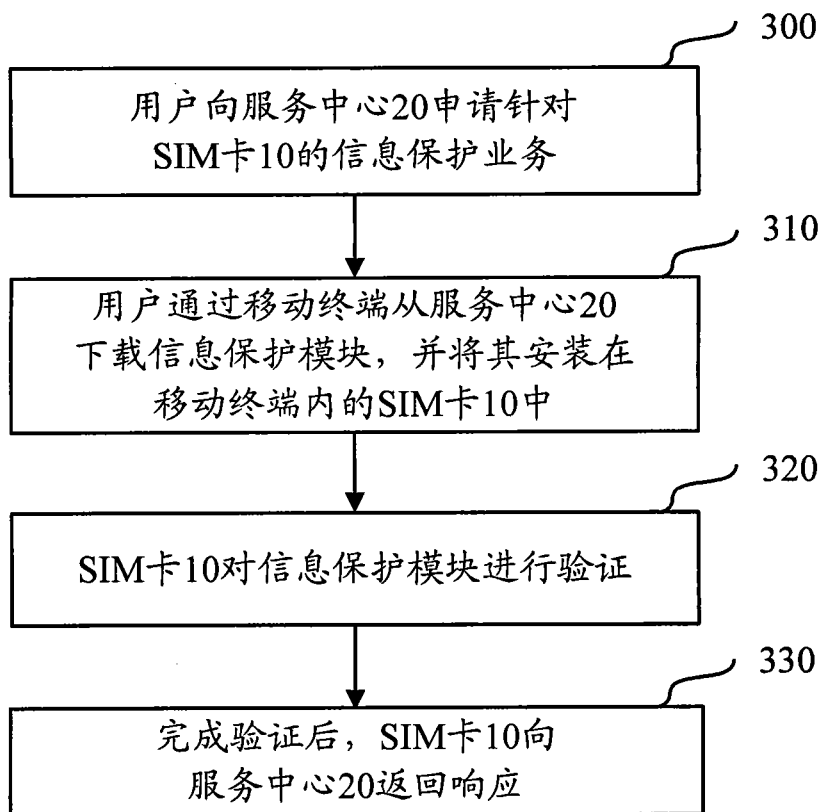 300
用户向服务中心20申请针对
SIM卡10的信息保护业务
310
用户通过移动终端从服务中心20
下载信息保护模块，并将其安装在
移动终端内的SIM卡10中
320
SIM卡10对信息保护模块进行验证
330
完成验证后，SIM卡10向
服务中心20返回响应